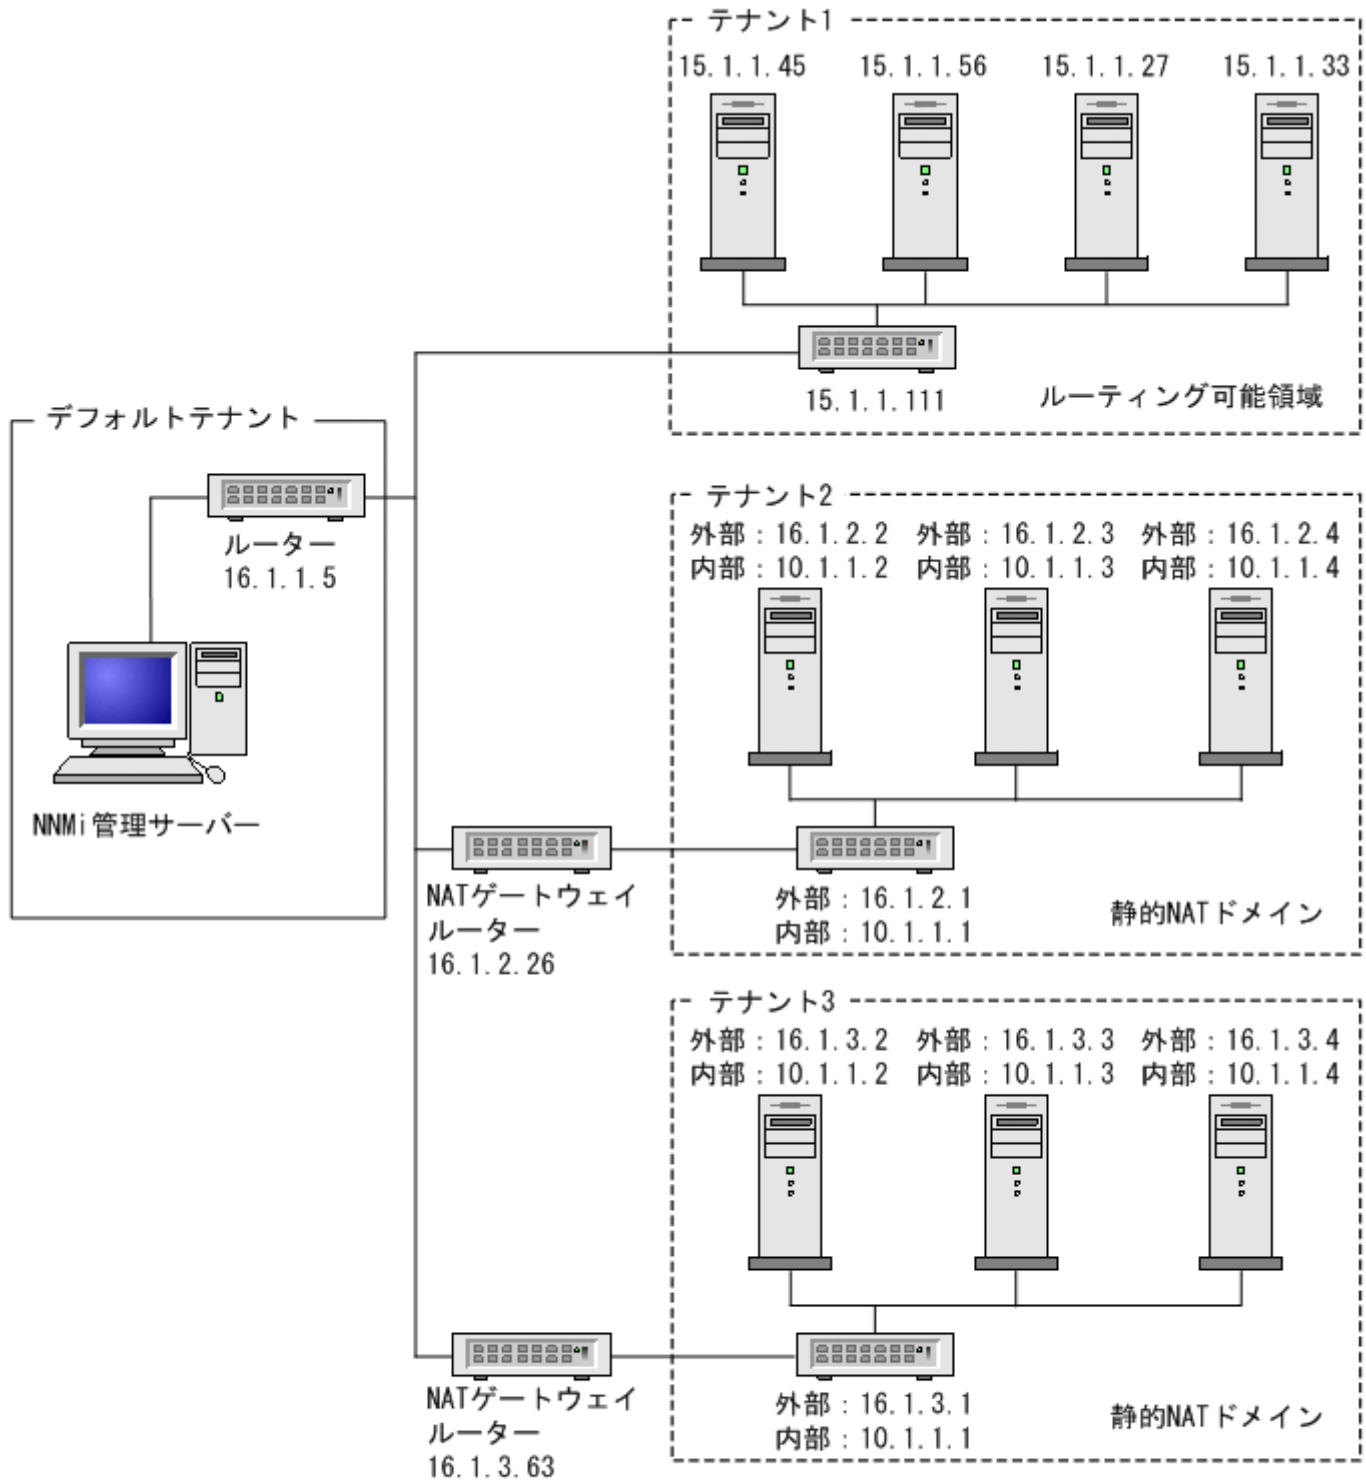 テナント1
15.1.1.45 15.1.1.56 15.1.1.27 15.1.1.33
15.1.1.111
ルーティング可能領域
デフォルトテナント
ルーター
16.1.1.5
NNMi管理サーバー
テナント2
外部：16.1.2.2 外部：16.1.2.3 外部：16.1.2.4
内部：10.1.1.2 内部：10.1.1.3 内部：10.1.1.4
NATゲートウェイ
ルーター
16.1.2.26
外部：16.1.2.1
内部：10.1.1.1
静的NATドメイン
テナント3
外部：16.1.3.2 外部：16.1.3.3 外部：16.1.3.4
内部：10.1.1.2 内部：10.1.1.3 内部：10.1.1.4
NATゲートウェイ
ルーター
16.1.3.63
外部：16.1.3.1
内部：10.1.1.1
静的NATドメイン